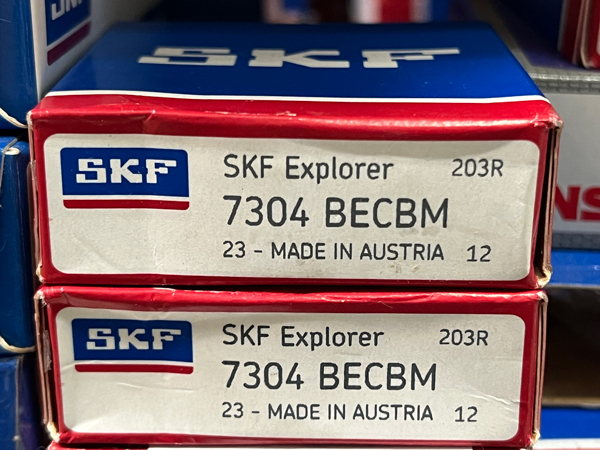 SKF
SKF
SKF Explorer 203R
7304 BECBM
23 - MADE IN AUSTRIA 12
SKF
SKF Explorer 203R
7304 BECBM
23 - MADE IN AUSTRIA 12